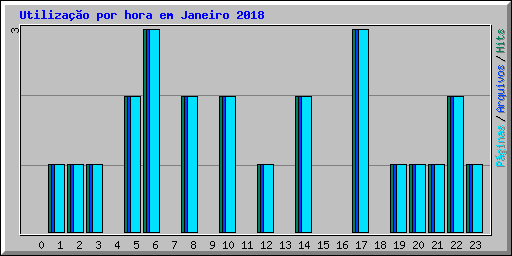 Utilização por hora em Janeiro 2018
3
Páginas / Arquivos / Hits
0 1 2 3 4 5 6 7 8 9 10 11 12 13 14 15 16 17 18 19 20 21 22 23